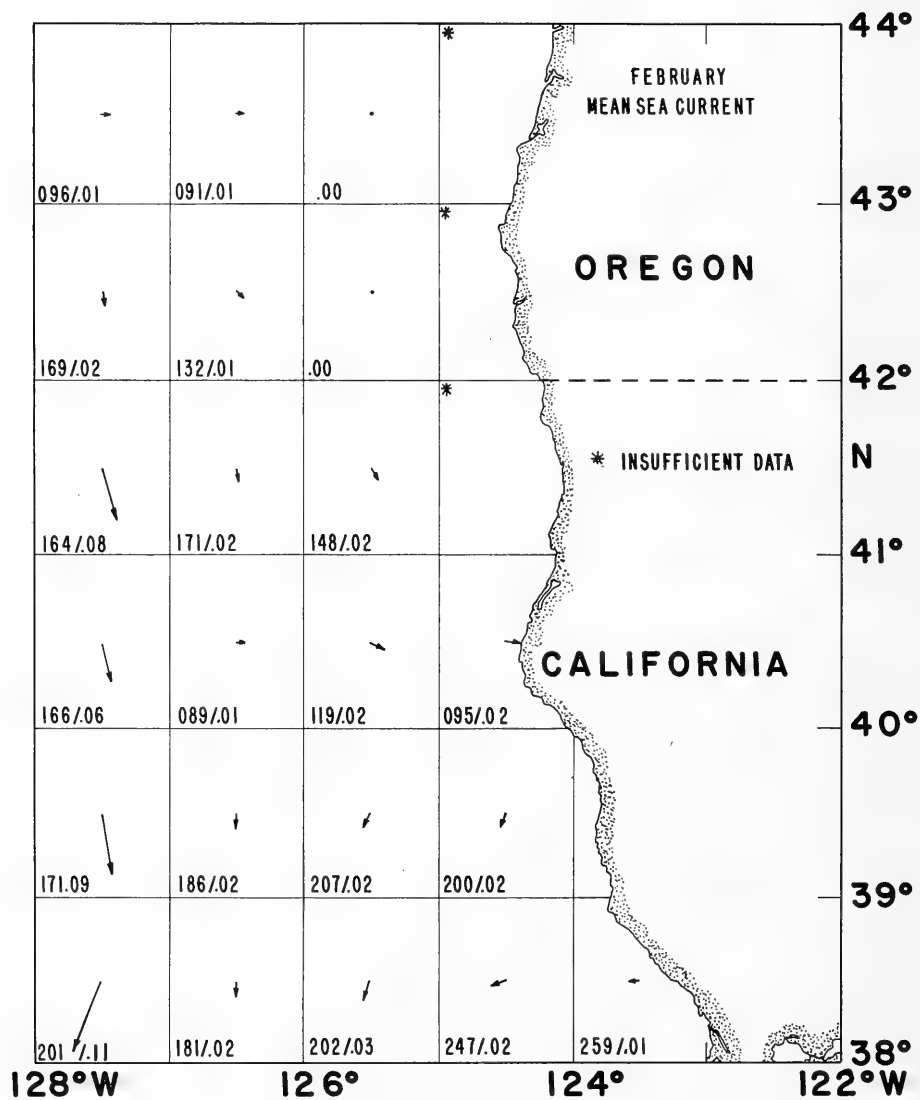 44°
FEBRUARY
MEAN SEA CURRENT
*
096/.01 091/.01 .00
43°
*
OREGON
169/.02 132/.01 .00
42°
*
N
* INSUFFICIENT DATA
164/.08 171/.02 148/.02
41°
CALIFORNIA
166/.06 089/.01 119/.02 095/.02
40°
171.09 186/.02 207/.02 200/.02
39°
201/.11 181/.02 202/.03 247/.02 259/.01
38°
128°W 126° 124° 122°W